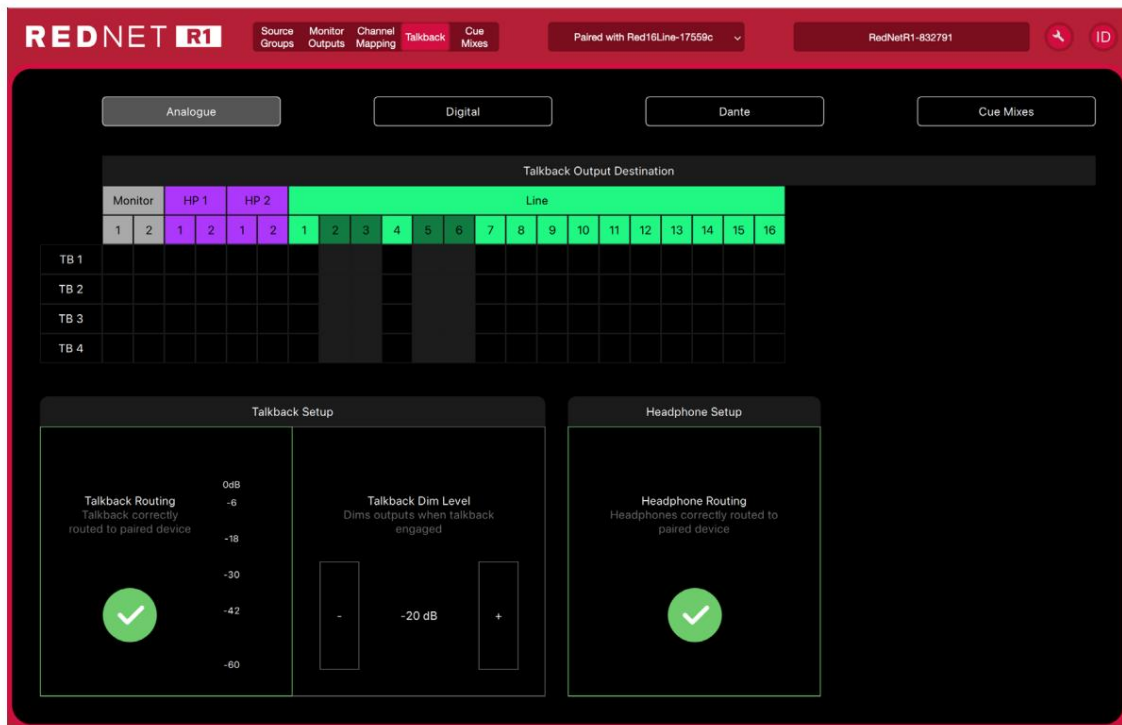 REDNET R1
Source Groups
Monitor Outputs
Channel Mapping
Talkback
Cue Mixes
Paired with Red16Line-17559c
RedNetR1-832791
ID
Analogue
Digital
Dante
Cue Mixes
Talkback Output Destination
Monitor HP 1 HP 2 Line
1 2 1 2 1 2 1 2 3 4 5 6 7 8 9 10 11 12 13 14 15 16
TB 1
TB 2
TB 3
TB 4
Talkback Setup
Talkback Routing
Talkback correctly
routed to paired device
0dB
-6
-18
-30
-42
-60
Talkback Dim Level
Dims outputs when talkback
engaged
-
-20 dB
+
Headphone Setup
Headphone Routing
Headphones correctly routed to
paired device